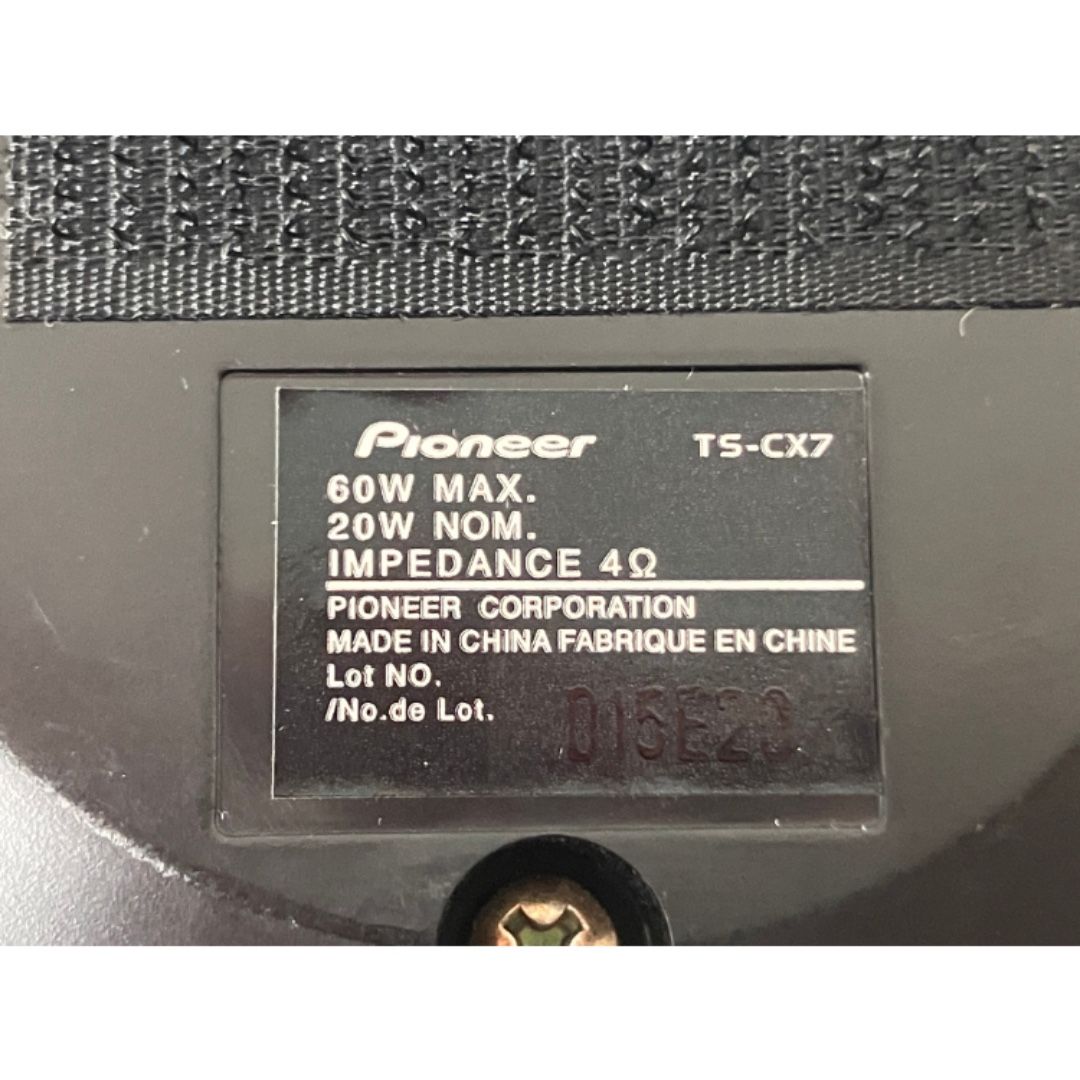 Pioneer TS-CX7
60W MAX.
20W NOM.
IMPEDANCE 4Ω
PIONEER CORPORATION
MADE IN CHINA FABRIQUE EN CHINE
Lot NO.
/No.de Lot.